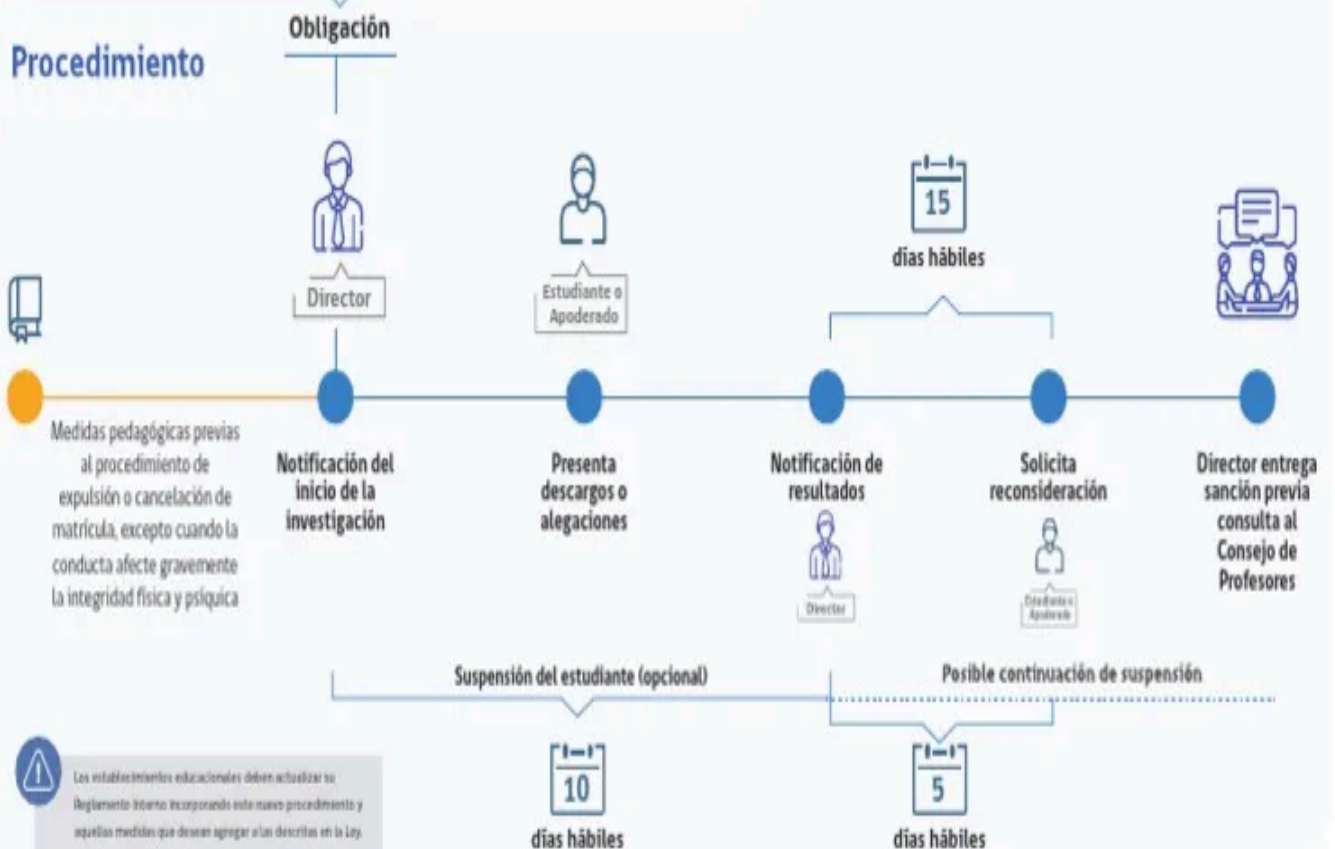 Obligación
Procedimiento
Director
Estudiante o
Apoderado
15
días hábiles
Medidas pedagógicas previas
al procedimiento de
expulsión o cancelación de
matrícula, excepto cuando la
conducta afecte gravemente
la integridad física y psíquica
Notificación del
inicio de la
investigación
Presenta
descargos o
alegaciones
Notificación de
resultados
Director
Solicita
reconsideración
Estudiante o
Apoderado
Director entrega
sanción previa
consulta al
Consejo de
Profesores
Suspensión del estudiante (opcional)
Posible continuación de suspensión
10
días hábiles
5
días hábiles
Los establecimientos educacionales deben actualizar su
Reglamento Interno incorporando este nuevo procedimiento y
aquellas medidas que desean agregar a las descritas en la Ley.